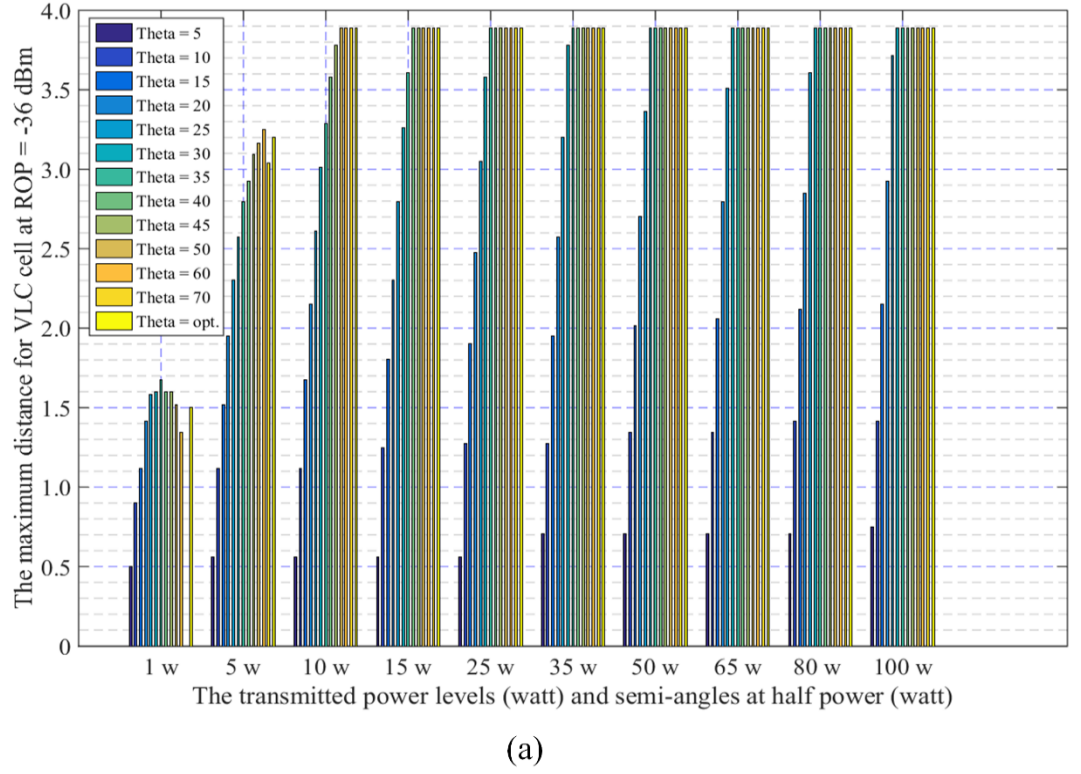 The maximum distance for VLC cell at ROP = -36 dBm
4.0
3.5
3.0
2.5
2.0
1.5
1.0
0.5
0
Theta = 5
Theta = 10
Theta = 15
Theta = 20
Theta = 25
Theta = 30
Theta = 35
Theta = 40
Theta = 45
Theta = 50
Theta = 60
Theta = 70
Theta = opt.
1 w 5 w 10 w 15 w 25 w 35 w 50 w 65 w 80 w 100 w
The transmitted power levels (watt) and semi-angles at half power (watt)
(a)